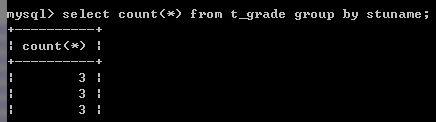 mysql> select count(*) from t_grade group by stuname;
+----------+
| count(*) |
+----------+
|        3 |
|        3 |
|        3 |